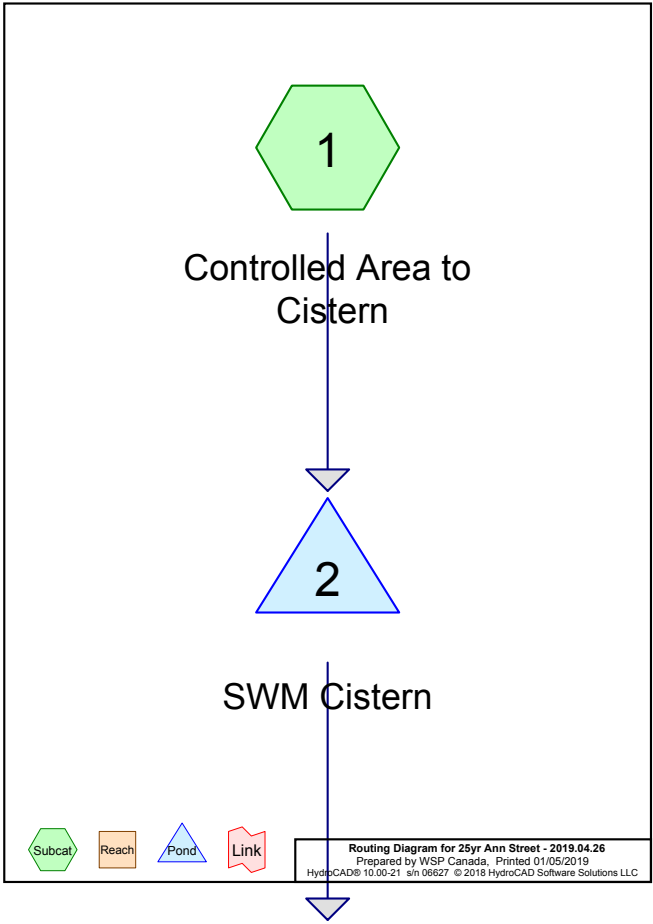 1
Controlled Area to
Cistern
2
SWM Cistern
Subcat
Reach
Pond
Link
Routing Diagram for 25yr Ann Street - 2019.04.26
Prepared by WSP Canada, Printed 01/05/2019
HydroCAD® 10.00-21 s/n 06627 © 2018 HydroCAD Software Solutions LLC